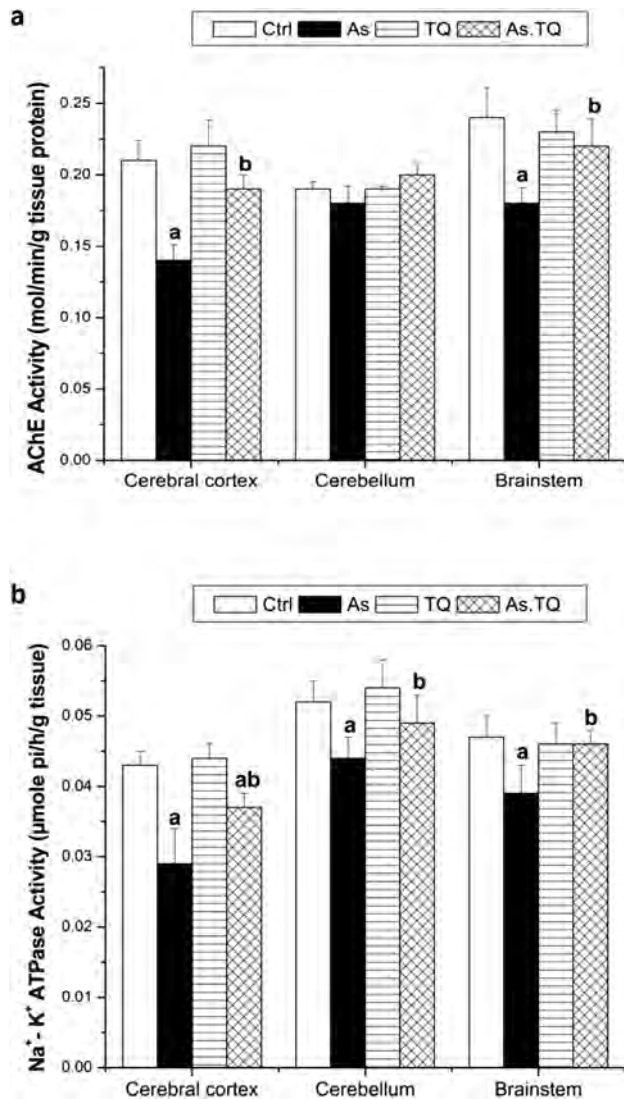 a
Ctrl As TQ As.TQ
AChE Activity (mol/min/g tissue protein)
0.25
0.20
0.15
0.10
0.05
0.00
a
b
a
b
Cerebral cortex Cerebellum Brainstem
b
Ctrl As TQ As.TQ
Na⁺- K⁺ ATPase Activity (µmole pi/h/g tissue)
0.06
0.05
0.04
0.03
0.02
0.01
0.00
a
ab
a
b
a
b
Cerebral cortex Cerebellum Brainstem